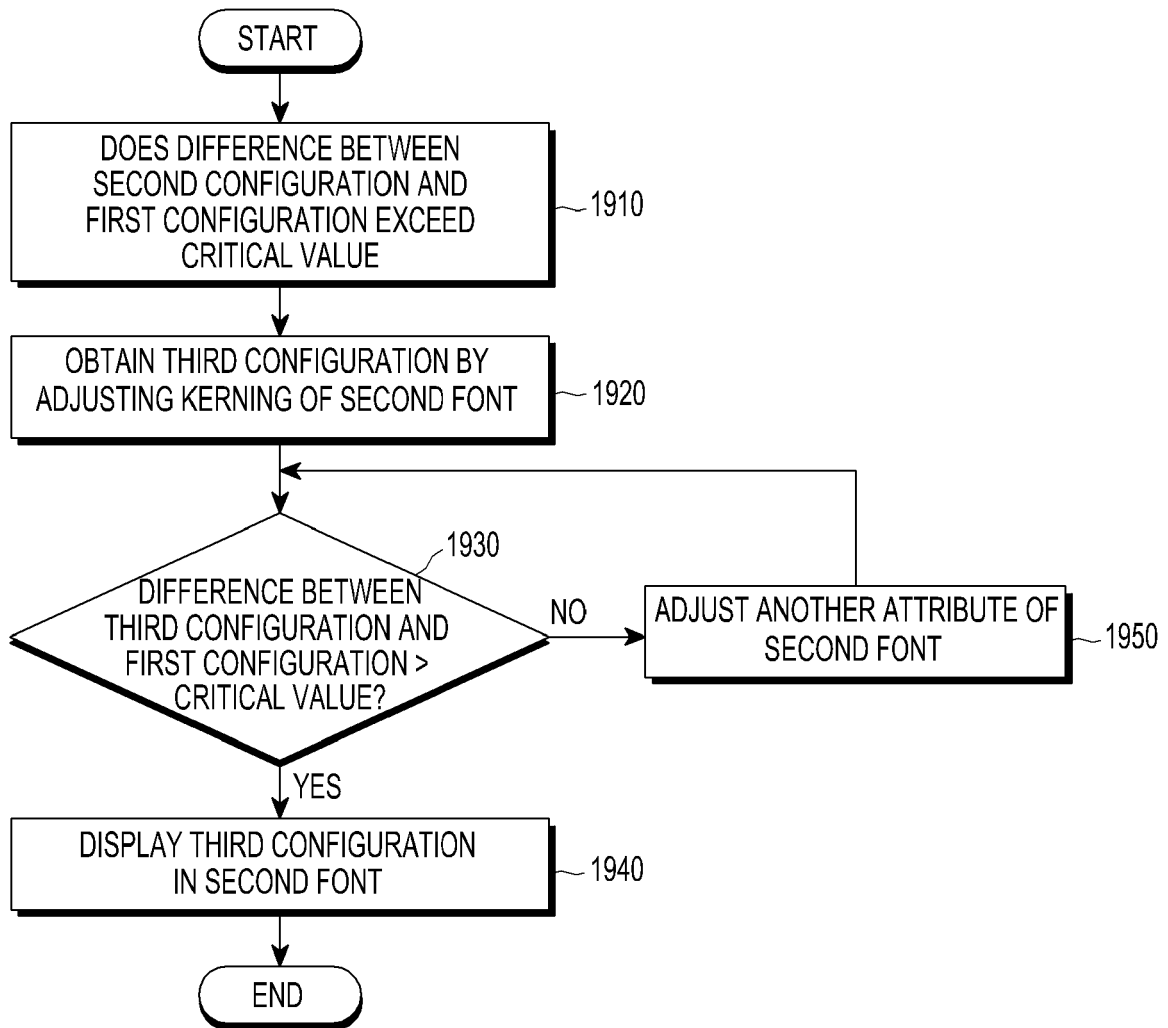 START
DOES DIFFERENCE BETWEEN
SECOND CONFIGURATION AND
FIRST CONFIGURATION EXCEED
CRITICAL VALUE
1910
OBTAIN THIRD CONFIGURATION BY
ADJUSTING KERNING OF SECOND FONT
1920
1930
DIFFERENCE BETWEEN
THIRD CONFIGURATION AND
FIRST CONFIGURATION >
CRITICAL VALUE?
NO
ADJUST ANOTHER ATTRIBUTE OF
SECOND FONT
1950
YES
DISPLAY THIRD CONFIGURATION
IN SECOND FONT
1940
END